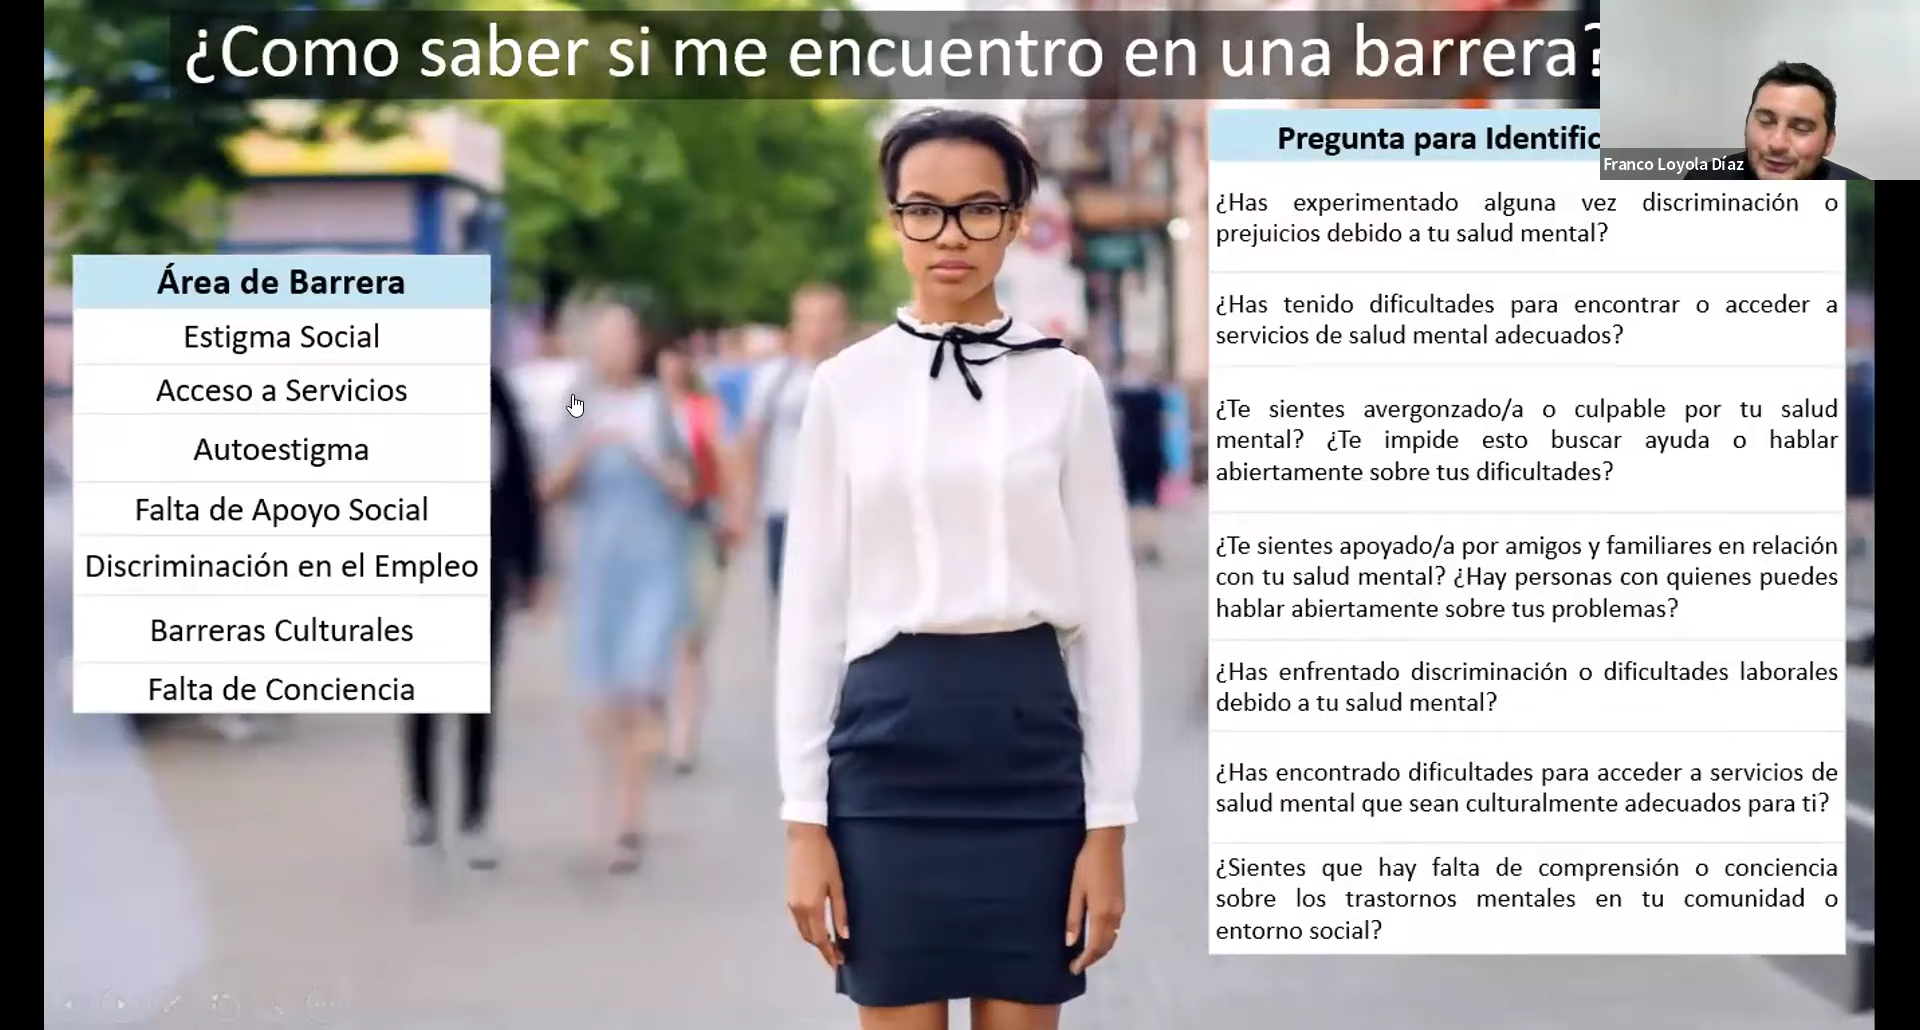 ¿Como saber si me encuentro en una barrera?
Franco Loyola Díaz
Área de Barrera
Estigma Social
Acceso a Servicios
Autoestigma
Falta de Apoyo Social
Discriminación en el Empleo
Barreras Culturales
Falta de Conciencia
Pregunta para
¿Has experimentado alguna vez discriminación o
prejuicios debido a tu salud mental?
¿Has tenido dificultades para encontrar o acceder a
servicios de salud mental adecuados?
¿Te sientes avergonzado/a o culpable por tu salud
mental? ¿Te impide esto buscar ayuda o hablar
abiertamente sobre tus dificultades?
¿Te sientes apoyado/a por amigos y familiares en relación
con tu salud mental? ¿Hay personas con quienes puedes
hablar abiertamente sobre tus problemas?
¿Has enfrentado discriminación o dificultades laborales
debido a tu salud mental?
¿Has encontrado dificultades para acceder a servicios de
salud mental que sean culturalmente adecuados para ti?
¿Sientes que hay falta de comprensión o conciencia
sobre los trastornos mentales en tu comunidad o
entorno social?